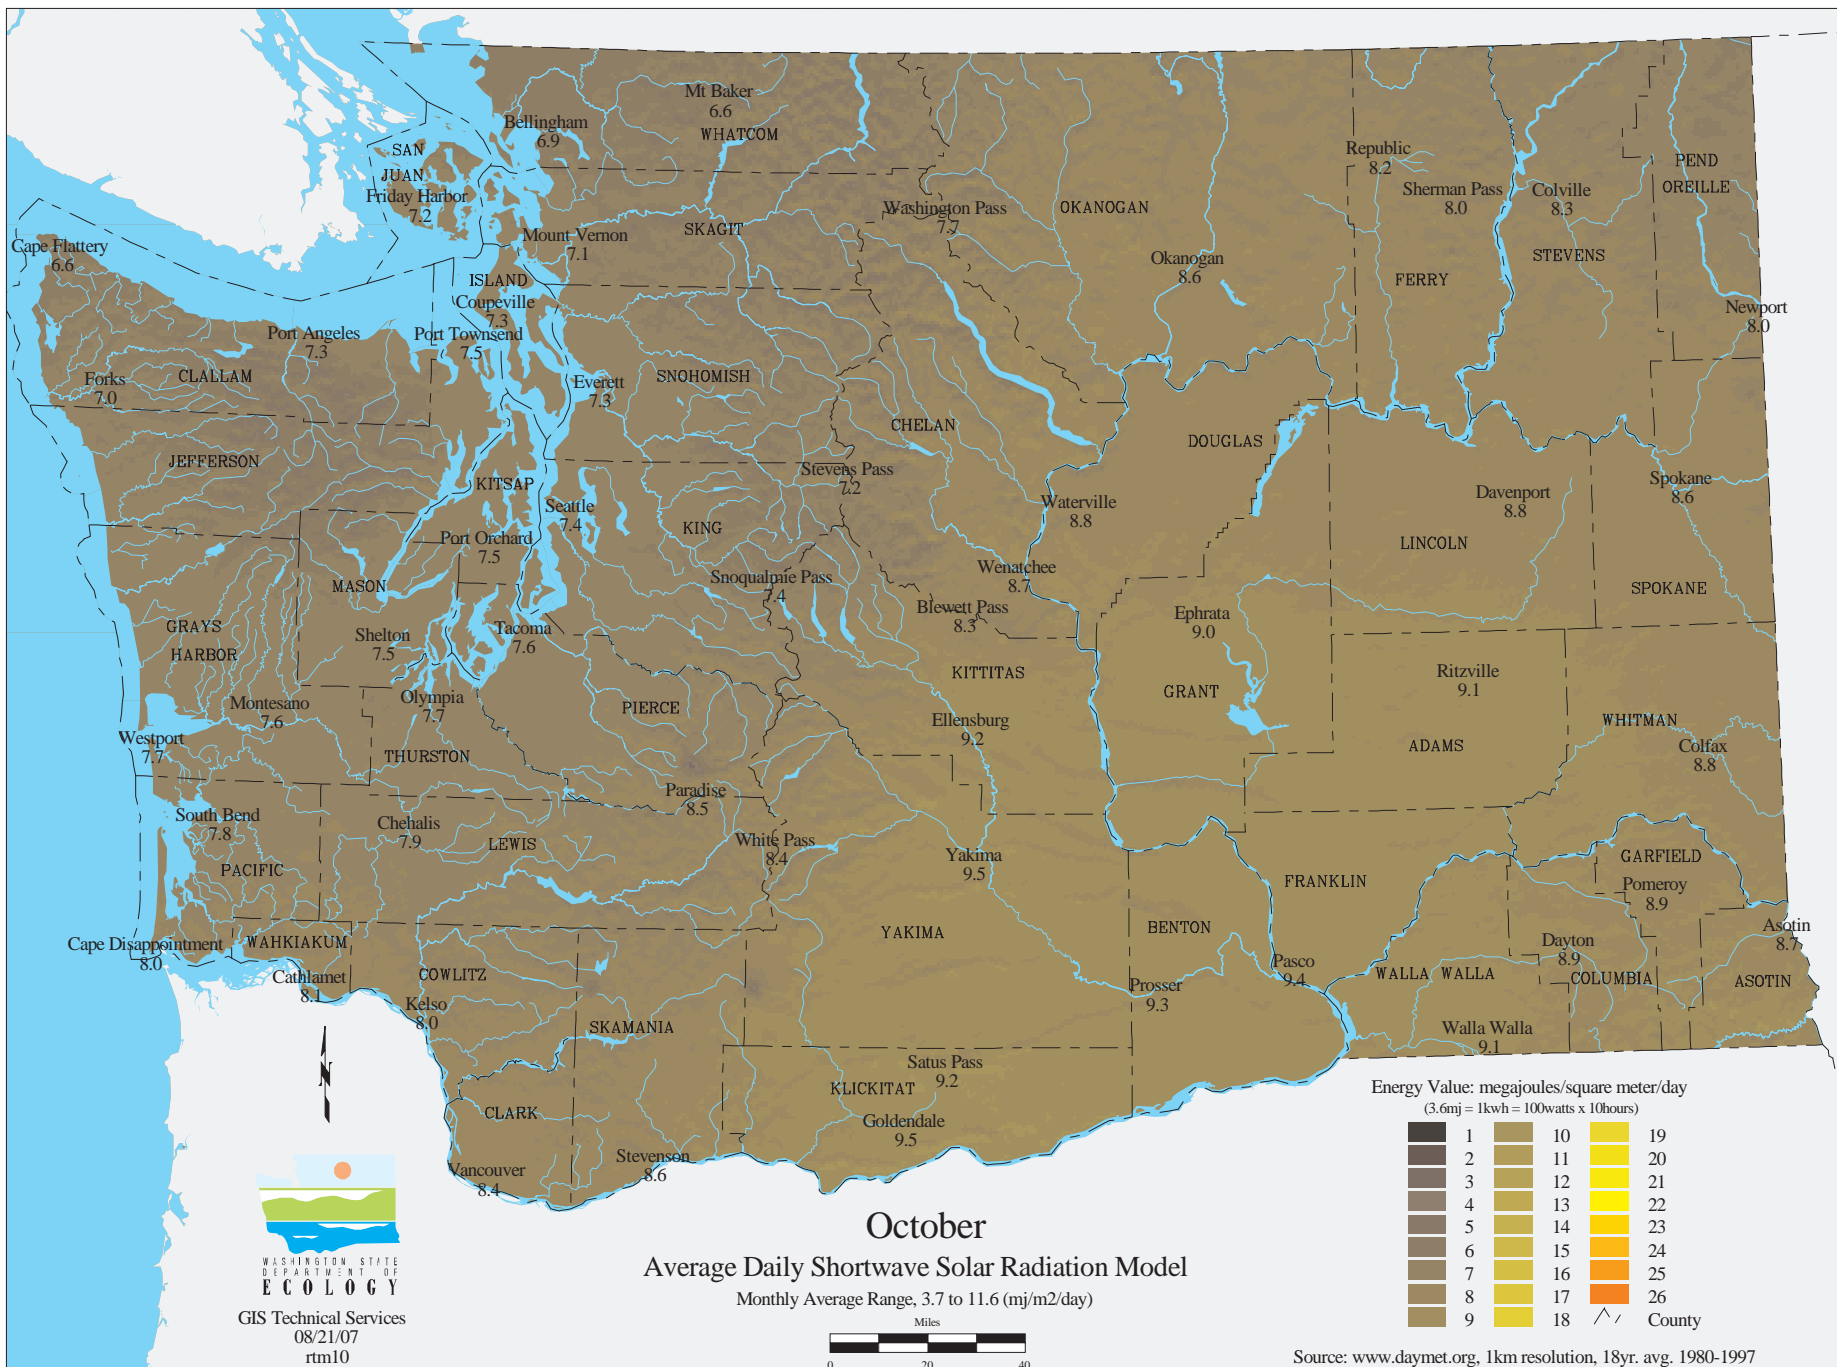 Mt Baker
6.6
WHATCOM
Bellingham
6.9
SAN
JUAN
Friday Harbor
7.2
Republic
8.2
PEND
OREILLE
Sherman Pass
8.0
Colville
8.3
Washington Pass
7.7
OKANOGAN
SKAGIT
Mount Vernon
7.1
Cape Flattery
6.6
Okanogan
8.6
STEVENS
FERRY
ISLAND
Coupeville
7.3
Newport
8.0
Port Angeles
7.3
Port Townsend
7.5
Forks
7.0
CLALLAM
Everett
7.3
SNOHOMISH
CHELAN
DOUGLAS
JEFFERSON
Stevens Pass
7.2
KITSAP
Spokane
8.6
Davenport
8.8
Waterville
8.8
Seattle
7.4
KING
Port Orchard
7.5
LINCOLN
Wenatchee
8.7
Snoqualmie Pass
7.4
MASON
SPOKANE
Blewett Pass
8.3
Ephrata
9.0
GRAYS
HARBOR
Shelton
7.5
Tacoma
7.6
KITTITAS
Ritzville
9.1
GRANT
Olympia
7.7
Montesano
7.6
PIERCE
Ellensburg
9.2
WHITMAN
Westport
7.7
THURSTON
ADAMS
Colfax
8.8
Paradise
8.5
South Bend
7.8
Chehalis
7.9
LEWIS
White Pass
8.4
Yakima
9.5
GARFIELD
PACIFIC
FRANKLIN
Pomeroy
8.9
YAKIMA
BENTON
Asotin
8.7
Cape Disappointment
8.0
WAHKIAKUM
Dayton
8.9
Cathlamet
8.1
COWLITZ
Pasco
9.4
WALLA WALLA
COLUMBIA
ASOTIN
Prosser
9.3
Kelso
8.0
SKAMANIA
Walla Walla
9.1
Satus Pass
9.2
KLICKITAT
CLARK
Goldendale
9.5
Vancouver
8.4
Stevenson
8.6
N
Energy Value: megajoules/square meter/day
(3.6mj = 1kwh = 100watts x 10hours)
1 10 19
2 11 20
3 12 21
4 13 22
5 14 23
6 15 24
7 16 25
8 17 26
9 18 County
October
Average Daily Shortwave Solar Radiation Model
Monthly Average Range, 3.7 to 11.6 (mj/m2/day)
Miles
0 20 40
WASHINGTON STATE
DEPARTMENT OF
ECOLOGY
GIS Technical Services
08/21/07
rtm10
Source: www.daymet.org, 1km resolution, 18yr. avg. 1980-1997